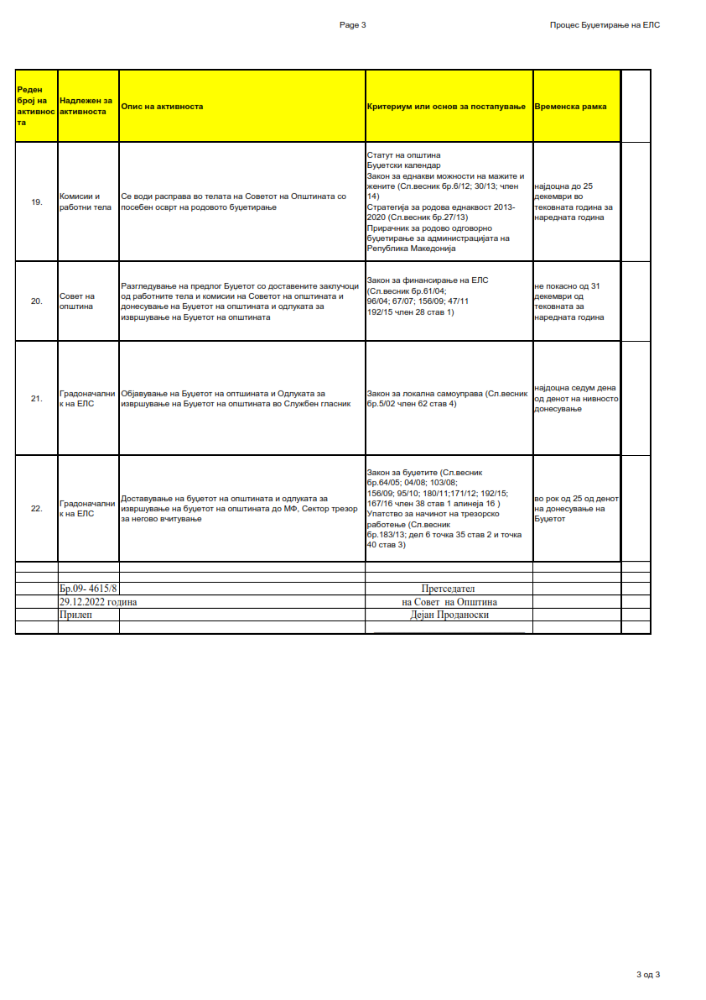 Page 3
Процес Буџетирање на ЕЛС
Реден
број на
активнос
та
Надлежен за
активноста
Опис на активноста
Критериум или основ за постапување
Временска рамка
19.
Комисии и
работни тела
Се води расправа во телата на Советот на Општината со
посебен осврт на родовото буџетирање
Статут на општина
Буџетски календар
Закон за еднакви можности на мажите и
жените (Сл.весник бр.6/12; 30/13; член
14)
Стратегија за родова еднаквост 2013-
2020 (Сл.весник бр.27/13)
Прирачник за родово одговорно
буџетирање за администрацијата на
Република Македонија
најдоцна до 25
декември во
тековната година за
наредната година
20.
Совет на
општина
Разгледување на предлог Буџетот со доставените заклучоци
од работните тела и комисии на Советот на општината и
донесување на Буџетот на општината и одлуката за
извршување на Буџетот на општината
Закон за финансирање на ЕЛС
(Сл.весник бр.61/04;
96/04; 67/07; 156/09; 47/11
192/15 член 28 став 1)
не покасно од 31
декември од
тековната за
наредната година
21.
Градоначални
к на ЕЛС
Објавување на Буџетот на оптшината и Одлуката за
извршување на Буџетот на општината во Службен гласник
Закон за локална самоуправа (Сл.весник
бр.5/02 член 62 став 4)
најдоцна седум дена
од денот на нивносто
донесување
22.
Градоначални
к на ЕЛС
Доставување на буџетот на општината и одлуката за
извршување на буџетот на општината до МФ, Сектор трезор
за негово вчитување
Закон за буџетите (Сл.весник
бр.64/05; 04/08; 103/08;
156/09; 95/10; 180/11;171/12; 192/15;
167/16 член 38 став 1 алинеја 16 )
Упатство за начинот на трезорско
работење (Сл.весник
бр.183/13; дел 6 точка 35 став 2 и точка
40 став 3)
во рок од 25 од денот
на донесување на
Буџетот
Бр.09- 4615/8
Претседател
29.12.2022 година
на Совет на Општина
Прилеп
Дејан Проданоски
3 од 3